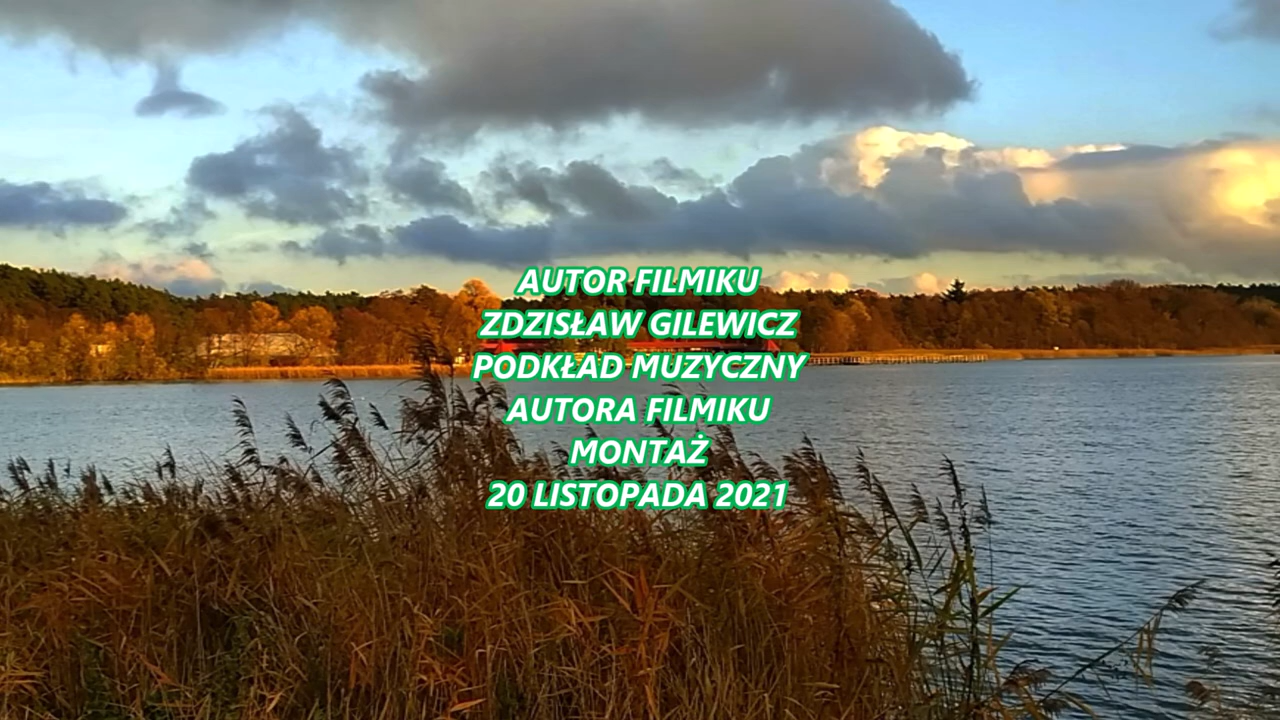 AUTOR FILMIKU
ZDZISŁAW GILEWICZ
PODKŁAD MUZYCZNY
AUTORA FILMIKU
MONTAŻ
20 LISTOPADA 2021